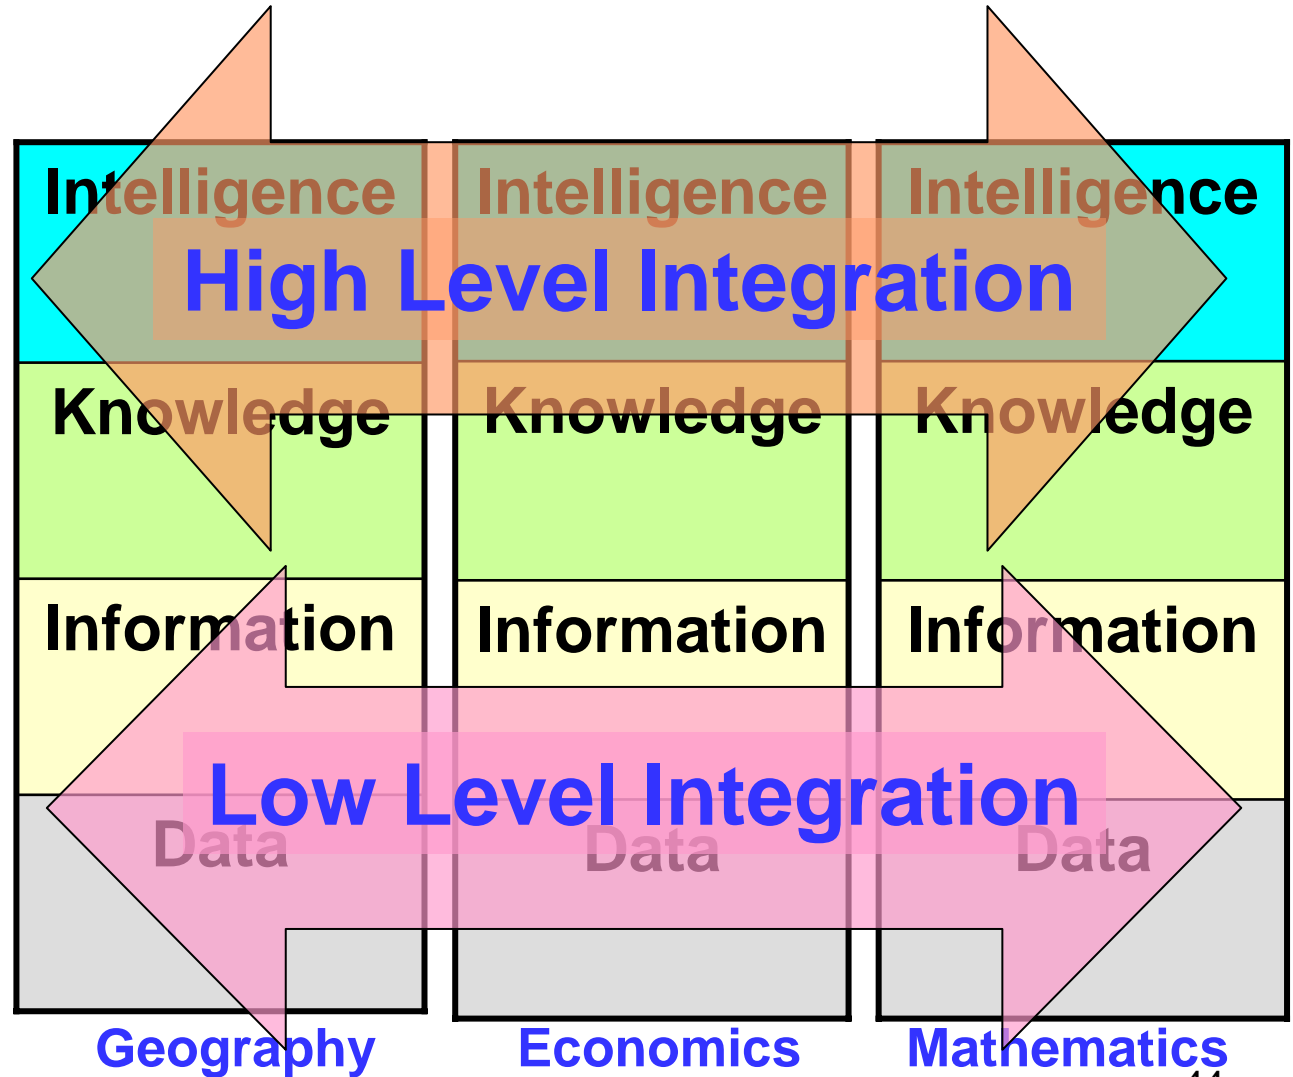 Intelligence Intelligence Intelligence
High Level Integration
Knowledge Knowledge Knowledge
Information Information Information
Low Level Integration
Data Data Data
Geography Economics Mathematics